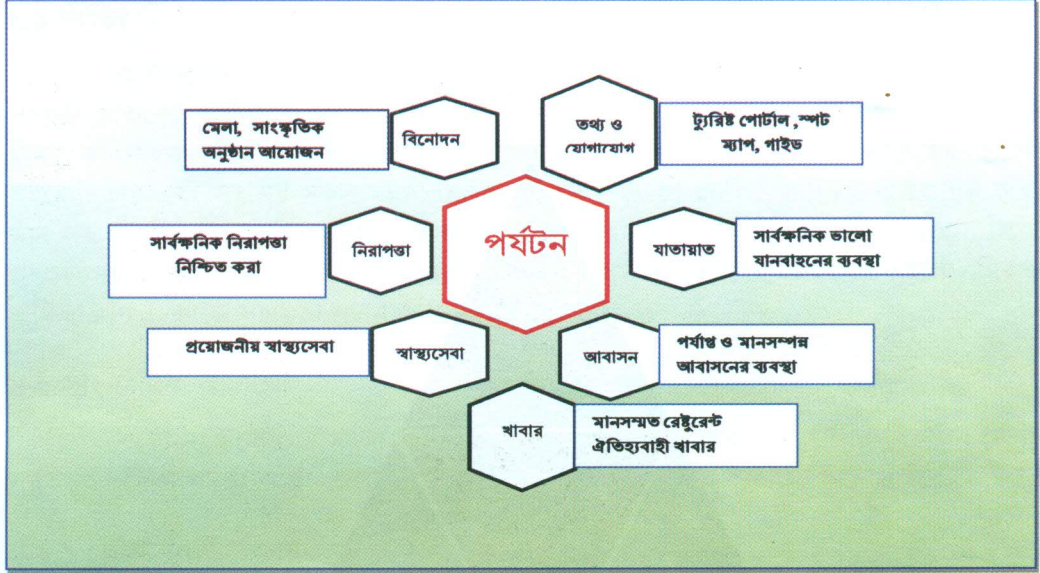 মেলা, সাংস্কৃতিক
অনুষ্ঠান আয়োজন
বিনোদন
তথ্য ও
যোগাযোগ
ট্যুরিষ্ট পোর্টাল ,স্পট
ম্যাপ, গাইড
সার্বক্ষনিক নিরাপত্তা
নিশ্চিত করা
নিরাপত্তা
পর্যটন
যাতায়াত
সার্বক্ষনিক ভালো
যানবাহনের ব্যবস্থা
প্রয়োজনীয় স্বাস্থ্যসেবা
স্বাস্থ্যসেবা
আবাসন
পর্যাপ্ত ও মানসম্পন্ন
আবাসনের ব্যবস্থা
খাবার
মানসম্মত রেষ্টুরেন্ট
ঐতিহ্যবাহী খাবার